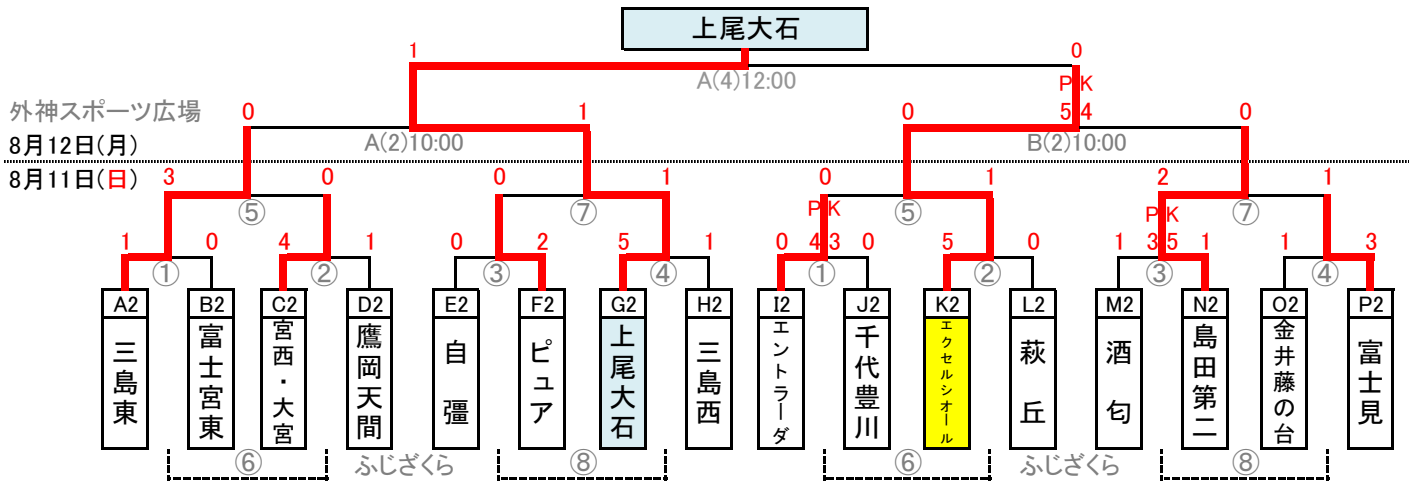 上尾大石
1
0
A(4)12:00
P K
外神スポーツ広場
0
1
0
5 4
0
8月12日(月)
A(2)10:00
B(2)10:00
8月11日(日)
3
0
0
1
0
1
2
1
⑤
⑦
P K
⑤
P K
⑦
1
0
4
1
0
2
5
1
0
4 3
0
5
0
1
3 5
1
1
3
①
②
③
④
①
②
③
④
A2
B2
C2
D2
E2
F2
G2
H2
I2
J2
K2
L2
M2
N2
O2
P2
三島東
富士宮東
宮西・大宮
鷹岡天間
自彊
ピュア
上尾大石
三島西
エントラーダ
千代豊川
エクセルシオール
萩丘
酒匂
島田第二
金井藤の台
富士見
⑥
ふじざくら
⑧
⑥
ふじざくら
⑧